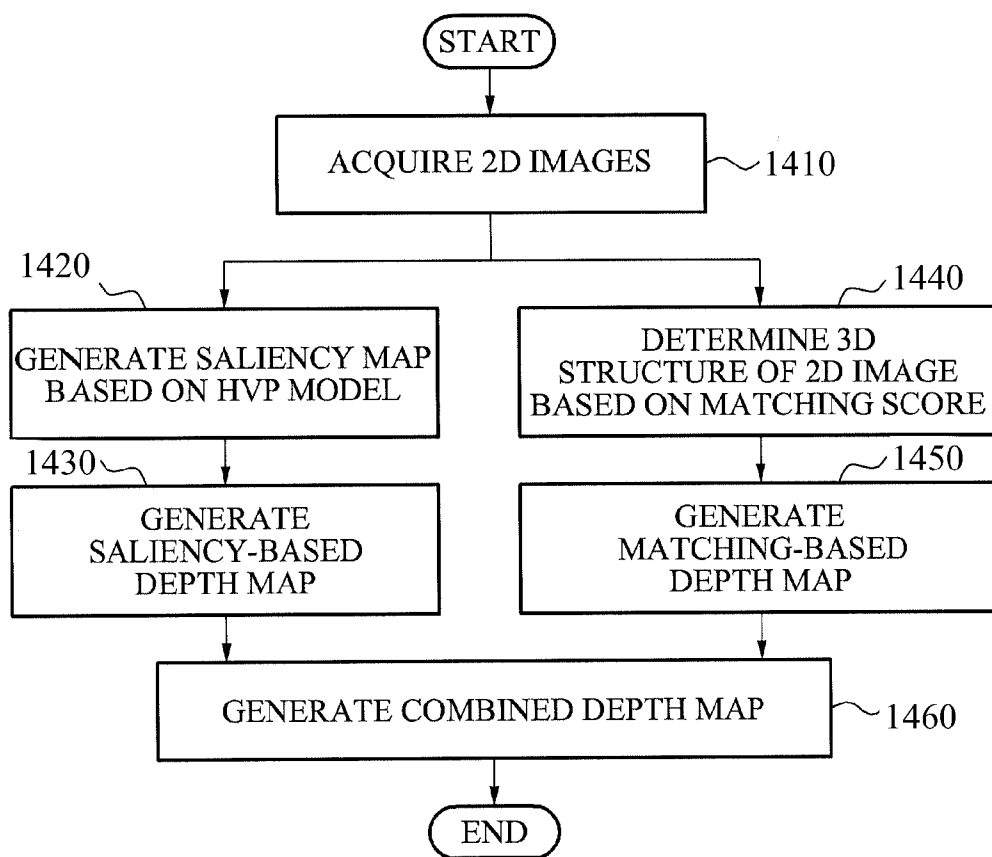 START
ACQUIRE 2D IMAGES
1410
1420
GENERATE SALIENCY MAP
BASED ON HVP MODEL
1430
GENERATE
SALIENCY-BASED
DEPTH MAP
1440
DETERMINE 3D
STRUCTURE OF 2D IMAGE
BASED ON MATCHING SCORE
1450
GENERATE
MATCHING-BASED
DEPTH MAP
GENERATE COMBINED DEPTH MAP
1460
END